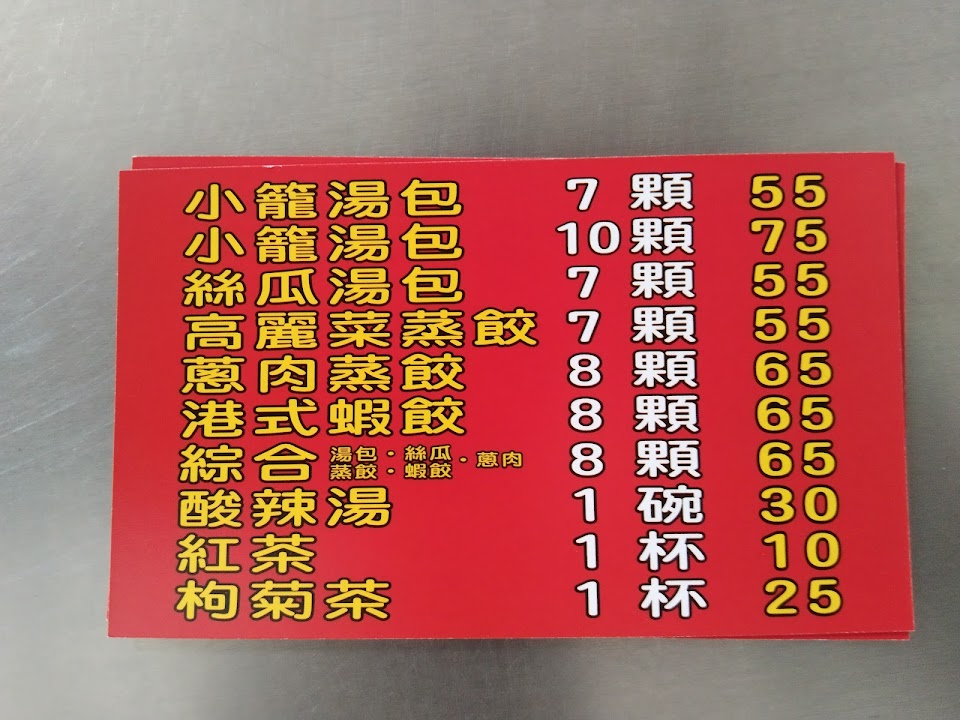 小籠湯包 7 顆 55
小籠湯包 10 顆 75
絲瓜湯包 7 顆 55
高麗菜蒸餃 7 顆 55
蔥肉蒸餃 8 顆 65
港式蝦餃 8 顆 65
綜合 湯包·絲瓜·蔥肉 蒸餃·蝦餃 8 顆 65
酸辣湯 1 碗 30
紅茶 1 杯 10
枸菊茶 1 杯 25